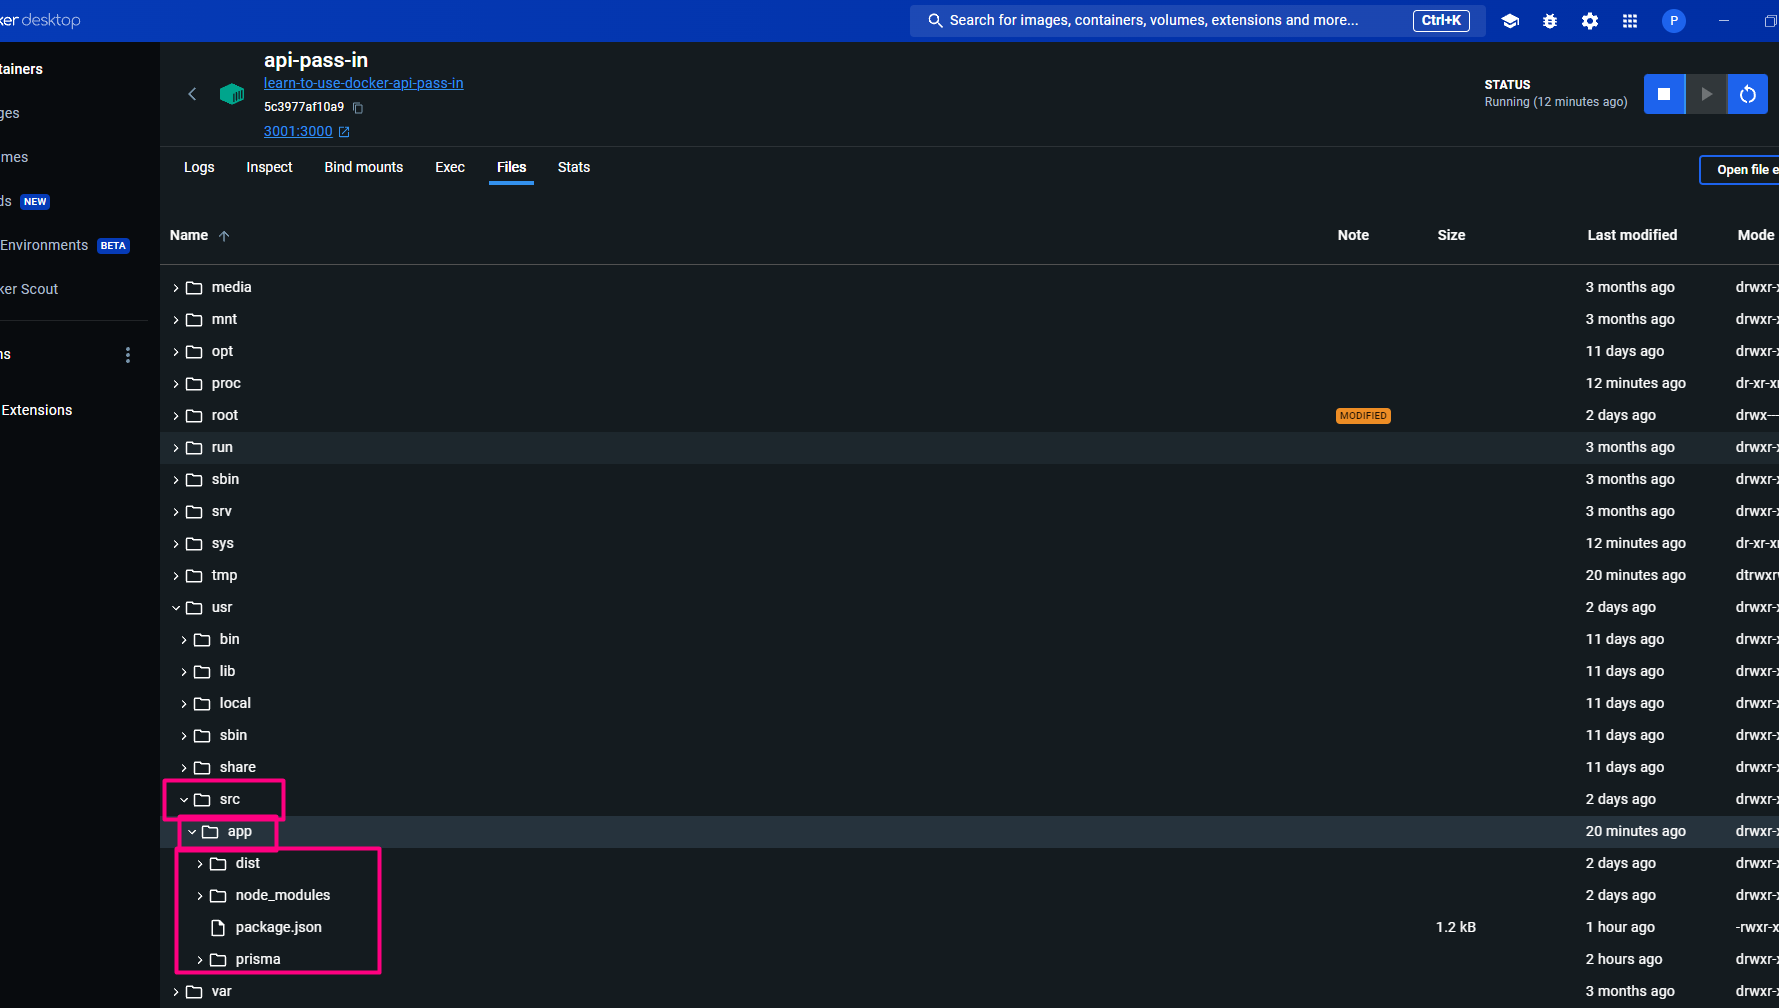 ker desktop
Search for images, containers, volumes, extensions and more...
Ctrl+K
P
tainers
ges
mes
ds NEW
Environments BETA
ker Scout
ns
Extensions
api-pass-in
learn-to-use-docker-api-pass-in
5c3977af10a9
3001:3000
STATUS
Running (12 minutes ago)
Logs Inspect Bind mounts Exec Files Stats
Open file e
Name Note Size Last modified Mode
media 3 months ago drwxr-x
mnt 3 months ago drwxr-x
opt 11 days ago drwxr-x
proc 12 minutes ago dr-xr-xr
root MODIFIED 2 days ago drwx---
run 3 months ago drwxr-x
sbin 3 months ago drwxr-x
srv 3 months ago drwxr-x
sys 12 minutes ago dr-xr-xr
tmp 20 minutes ago dtrwxrw
usr 2 days ago drwxr-x
bin 11 days ago drwxr-x
lib 11 days ago drwxr-x
local 11 days ago drwxr-x
sbin 11 days ago drwxr-x
share 11 days ago drwxr-x
src 2 days ago drwxr-x
app 20 minutes ago drwxr-x
dist 2 days ago drwxr-x
node_modules 2 days ago drwxr-x
package.json 1.2 kB 1 hour ago -rwxr-x
prisma 2 hours ago drwxr-x
var 3 months ago drwxr-x